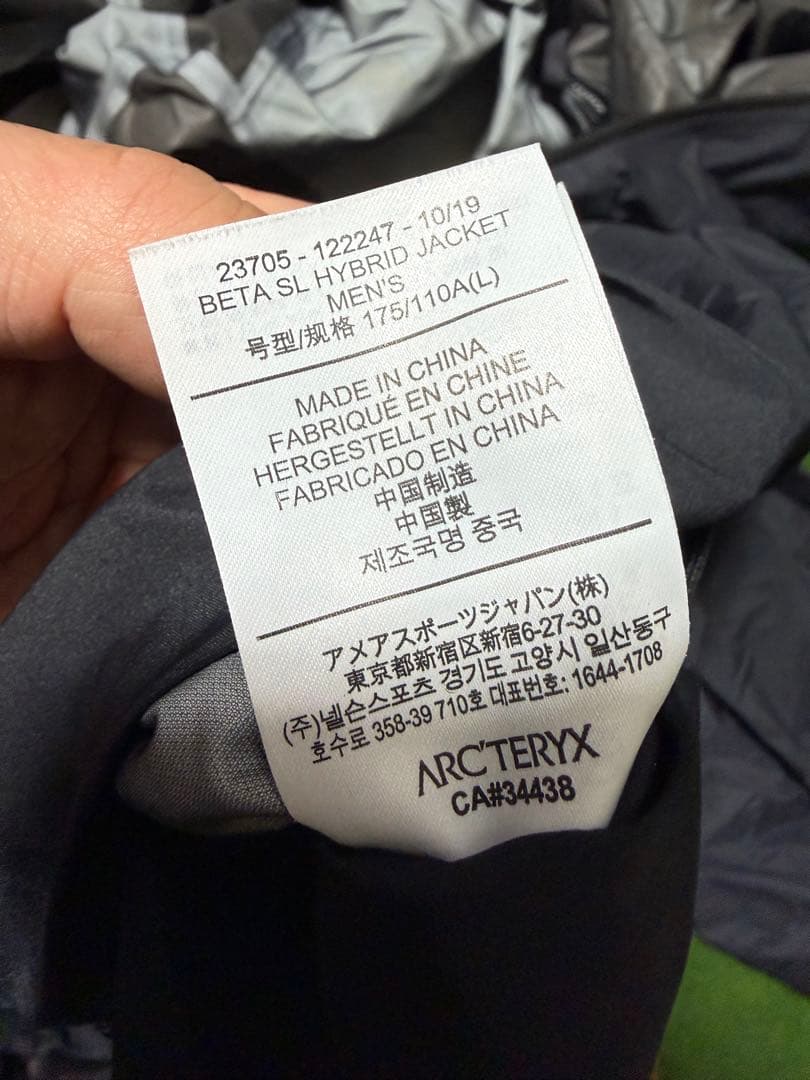 23705 - 122247 - 10/19
BETA SL HYBRID JACKET
MEN'S
号型/规格 175/110A(L)
MADE IN CHINA
FABRIQUÉ EN CHINE
HERGESTELLT IN CHINA
FABRICADO EN CHINA
中国制造
中国製
제조국명 중국
アメアスポーツジャパン(株)
東京都新宿区新宿6-27-30
(주)넬슨스포츠 경기도 고양시 일산동구
호수로 358-39 710호 대표번호: 1644-1708
ARC'TERYX
CA#34438